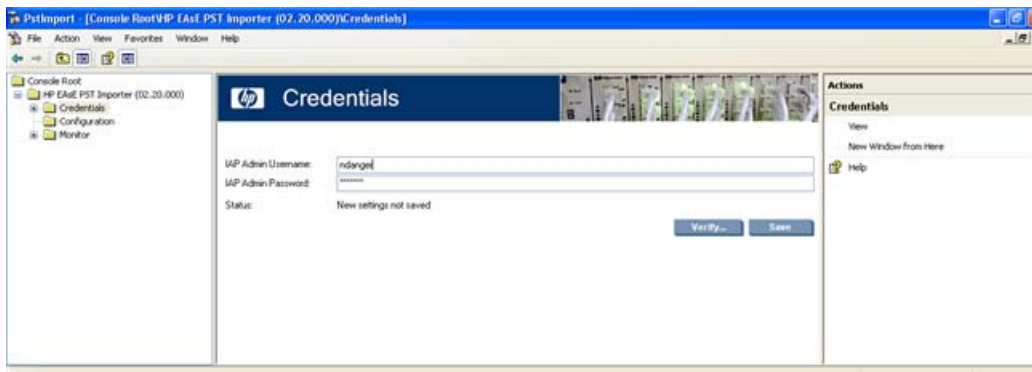 PstImport - [Console Root\HP EAsE PST Importer (02.20.000)\Credentials]
File Action View Favorites Window Help
Console Root
HP EAsE PST Importer (02.20.000)
Credentials
Configuration
Monitor
hp Credentials
IAP Admin Username: ndanger
IAP Admin Password: *******
Status: New settings not saved
Verify... Save
Actions
Credentials
View
New Window from Here
Help